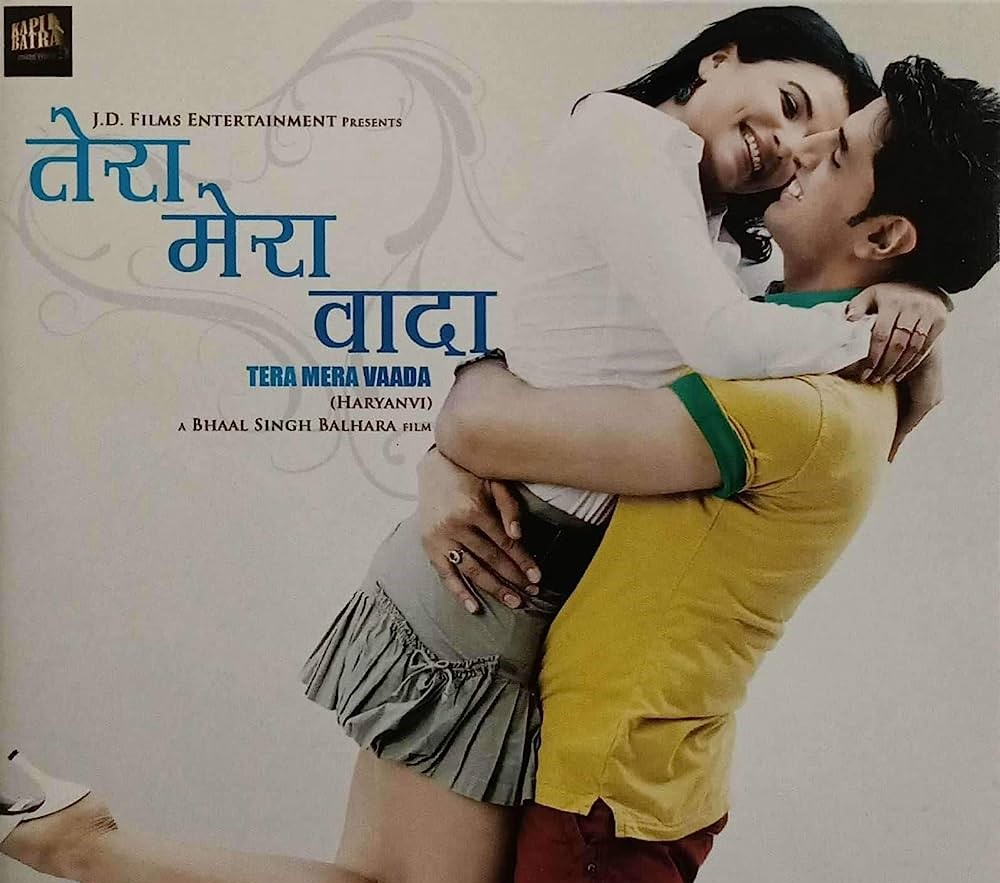 KAPIL
BATRA
J.D. FILMS ENTERTAINMENT PRESENTS
तेरा
मेरा
वादा
TERA MERA VAADA
(HARYANVI)
A BHAAL SINGH BALHARA FILM